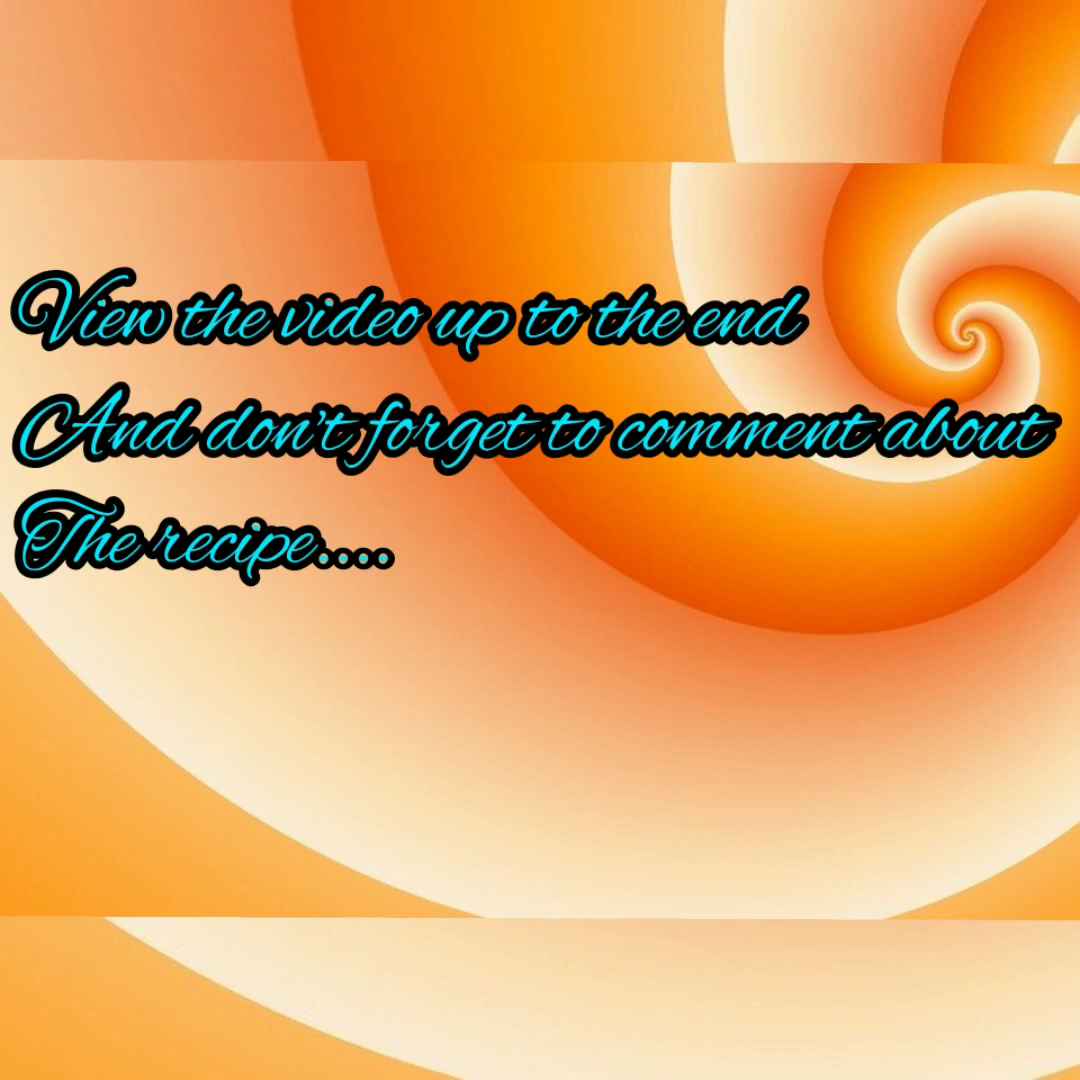 View the video up to the end
And don't forget to comment about
The recipe....